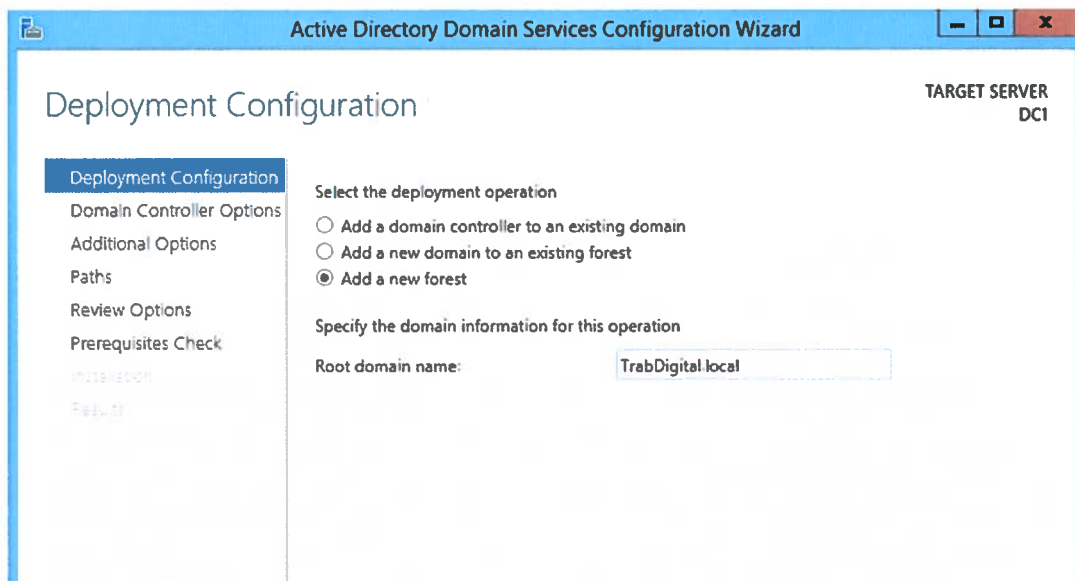 Active Directory Domain Services Configuration Wizard
Deployment Configuration
TARGET SERVER
DC1
Deployment Configuration
Domain Controller Options
Additional Options
Paths
Review Options
Prerequisites Check
Installation
Results
Select the deployment operation
Add a domain controller to an existing domain
Add a new domain to an existing forest
Add a new forest
Specify the domain information for this operation
Root domain name:
TrabDigital.local